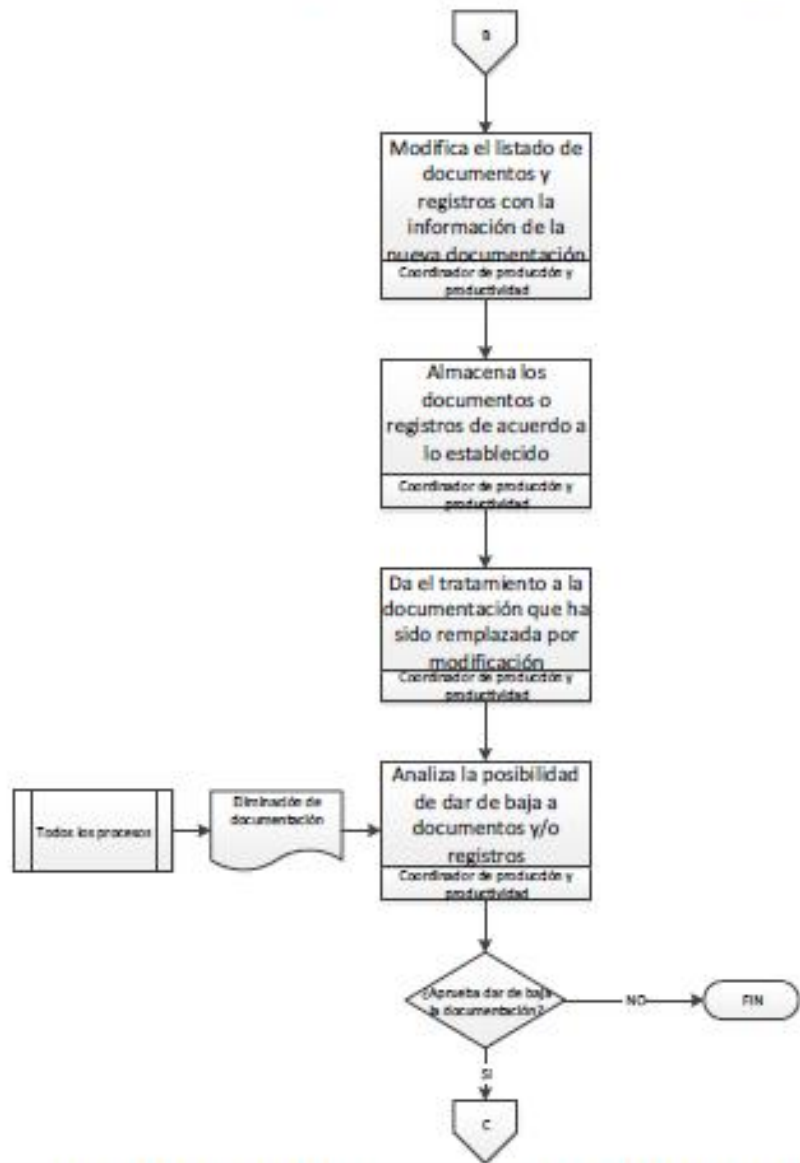 B
Modifica el listado de
documentos y
registros con la
información de la
nueva documentación
Coordinador de producción y
productividad
Almacena los
documentos o
registros de acuerdo a
lo establecido
Coordinador de producción y
productividad
Da el tratamiento a la
documentación que ha
sido remplazada por
modificación
Coordinador de producción y
productividad
Todos los procesos
Eliminación de
documentación
Analiza la posibilidad
de dar de baja a
documentos y/o
registros
Coordinador de producción y
productividad
¿Aprueba dar de baja
la documentación?
NO
FIN
SI
C